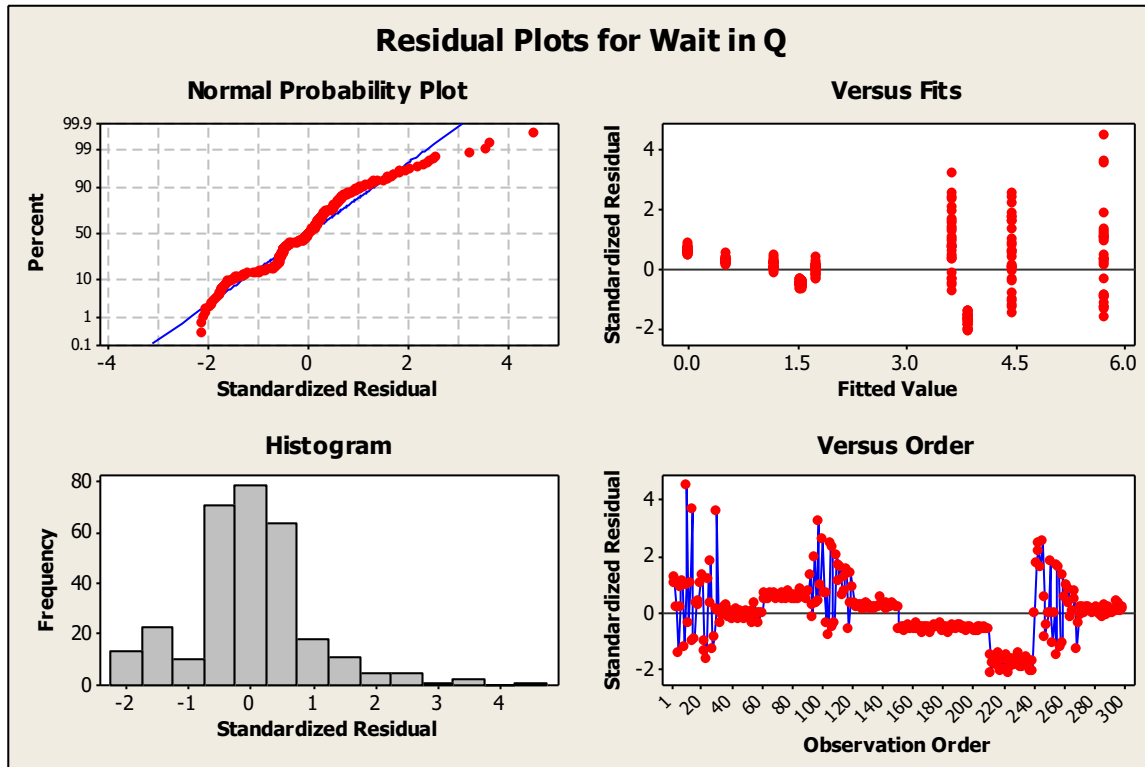 Residual Plots for Wait in Q
Normal Probability Plot
99.9
99
90
50
10
1
0.1
Percent
-4 -2 0 2 4
Standardized Residual
Versus Fits
4
2
0
-2
Standardized Residual
0.0 1.5 3.0 4.5 6.0
Fitted Value
Histogram
80
60
40
20
0
Frequency
-2 -1 0 1 2 3 4
Standardized Residual
Versus Order
4
2
0
-2
Standardized Residual
1 20 40 60 80 100 120 140 160 180 200 220 240 260 280 300
Observation Order